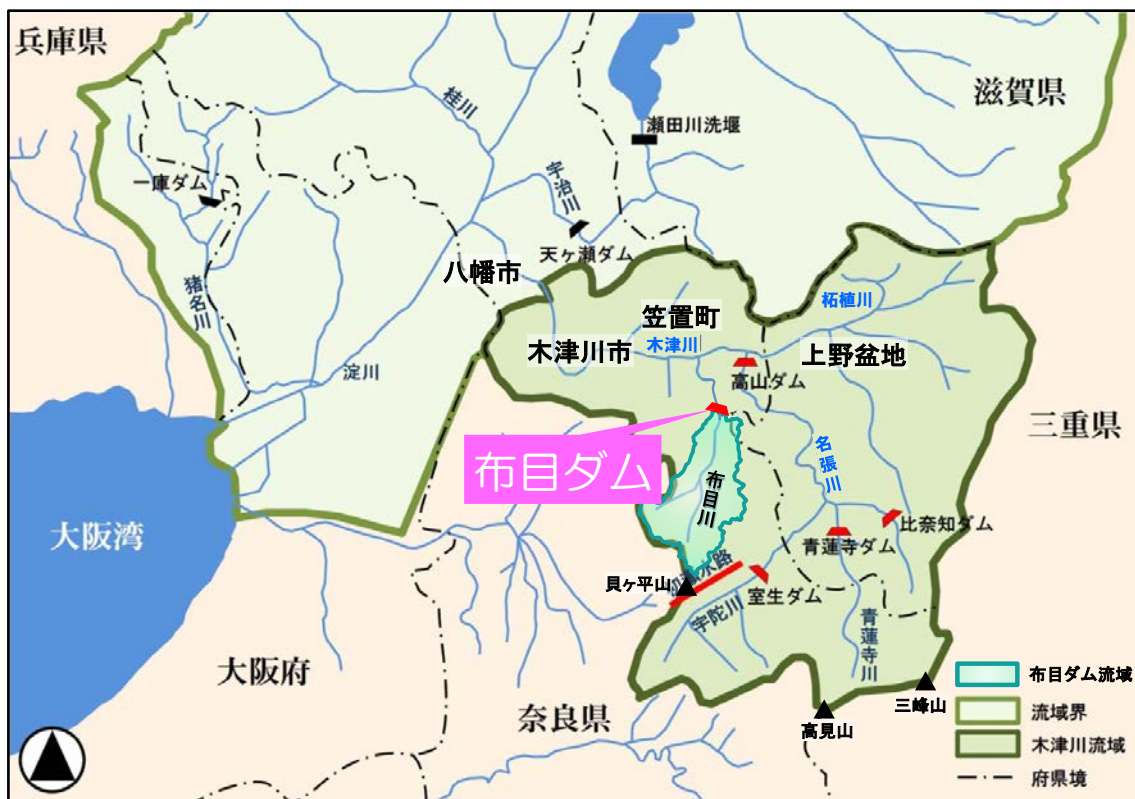 兵庫県
滋賀県
桂川
瀬田川洗堰
一庫ダム
宇治川
天ヶ瀬ダム
八幡市
猪名川
柘植川
笠置町
木津川市
木津川
上野盆地
淀川
高山ダム
三重県
布目ダム
名張川
布目川
大阪湾
比奈知ダム
青蓮寺ダム
水路
貝ヶ平山
室生ダム
宇陀川
青蓮寺川
大阪府
奈良県
三峰山
高見山
布目ダム流域
流域界
木津川流域
府県境